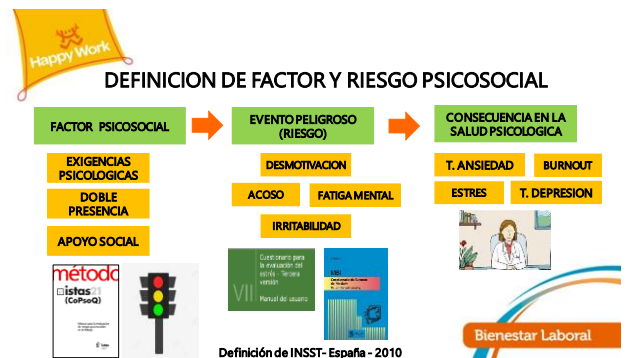 Happy Work
DEFINICION DE FACTOR Y RIESGO PSICOSOCIAL
FACTOR PSICOSOCIAL
EVENTO PELIGROSO
(RIESGO)
CONSECUENCIA EN LA
SALUD PSICOLOGICA
EXIGENCIAS
PSICOLOGICAS
DOBLE
PRESENCIA
APOYO SOCIAL
DESMOTIVACION
ACOSO
FATIGA MENTAL
IRRITABILIDAD
T. ANSIEDAD
BURNOUT
ESTRES
T. DEPRESION
método
istas21
(CoPsoQ)
Cuestionario para
la evaluación del
estrés - Tercera
versión
VII
Manual del usuario
MBI
Definición de INSST- España - 2010
Bienestar Laboral